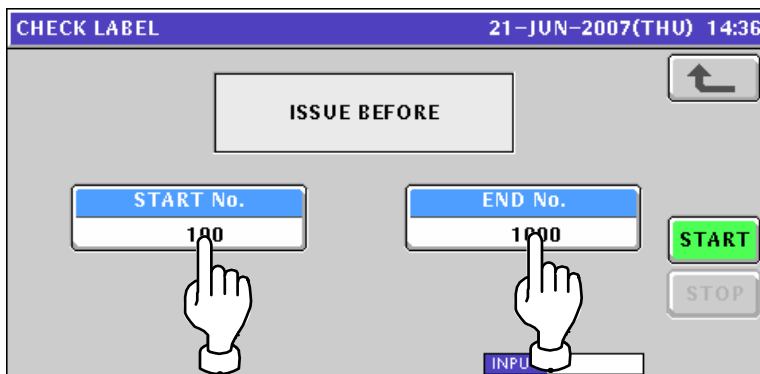 CHECK LABEL 21-JUN-2007(THU) 14:36
ISSUE BEFORE
START No. END No.
100 1000
START
STOP
INPU